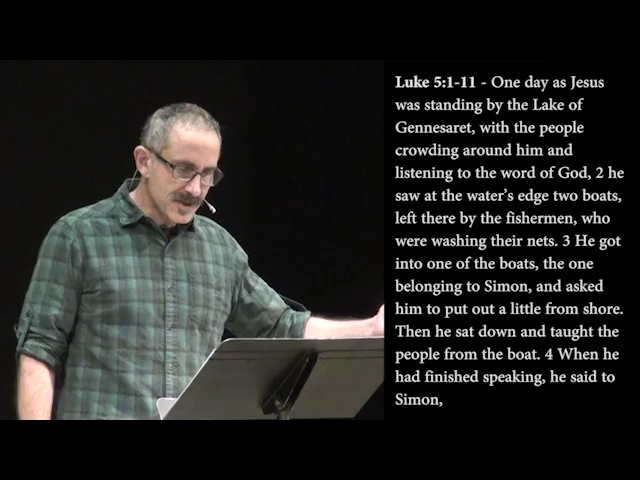 Luke 5:1-11 - One day as Jesus
was standing by the Lake of
Gennesaret, with the people
crowding around him and
listening to the word of God, 2 he
saw at the water’s edge two boats,
left there by the fishermen, who
were washing their nets. 3 He got
into one of the boats, the one
belonging to Simon, and asked
him to put out a little from shore.
Then he sat down and taught the
people from the boat. 4 When he
had finished speaking, he said to
Simon,